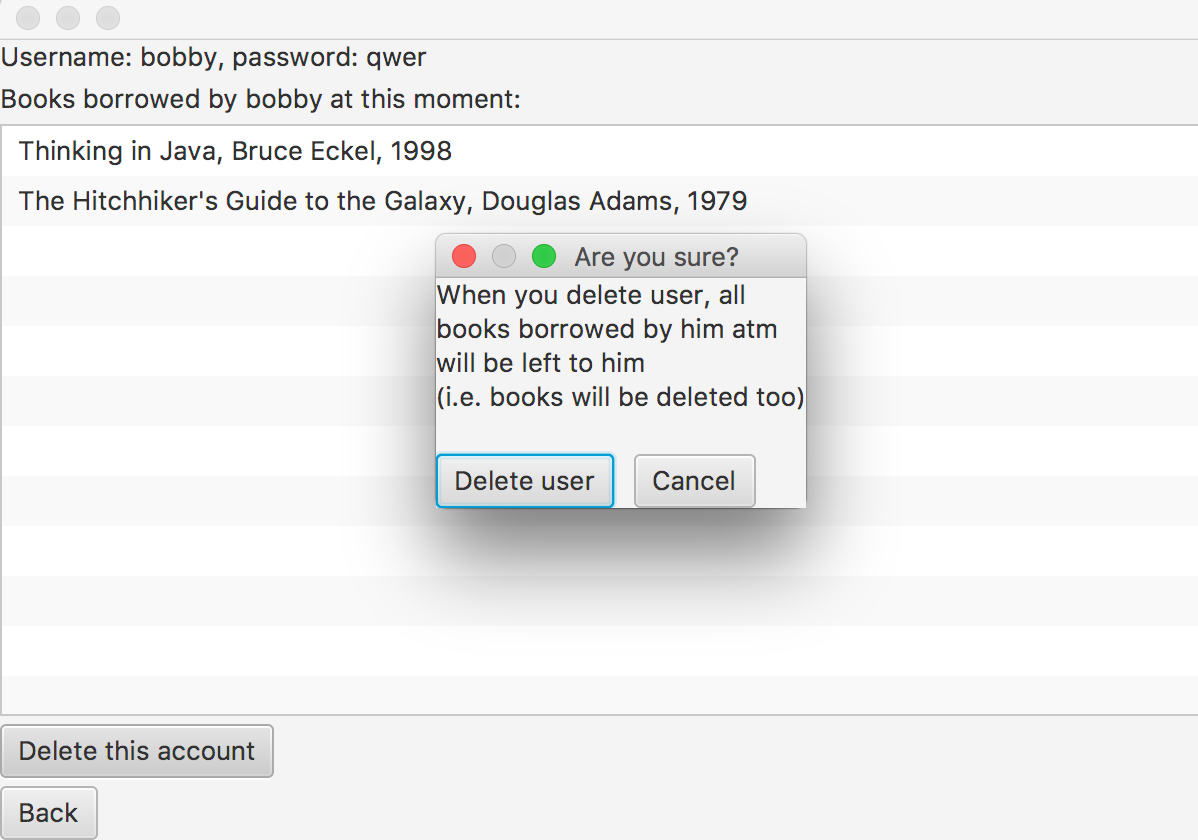 Username: bobby, password: qwer
Books borrowed by bobby at this moment:
Thinking in Java, Bruce Eckel, 1998
The Hitchhiker's Guide to the Galaxy, Douglas Adams, 1979
Are you sure?
When you delete user, all
books borrowed by him atm
will be left to him
(i.e. books will be deleted too)
Delete user
Cancel
Delete this account
Back